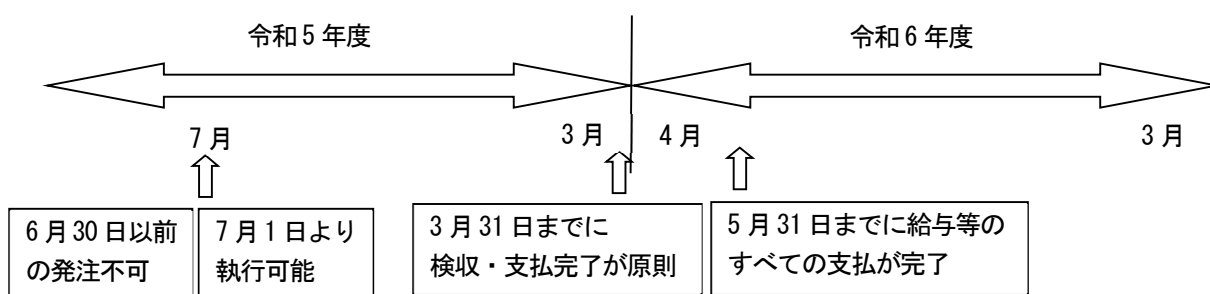 令和5年度
令和6年度
7月
3月
4月
3月
6月30日以前
の発注不可
7月1日より
執行可能
3月31日までに
検収・支払完了が原則
5月31日までに給与等の
すべての支払が完了